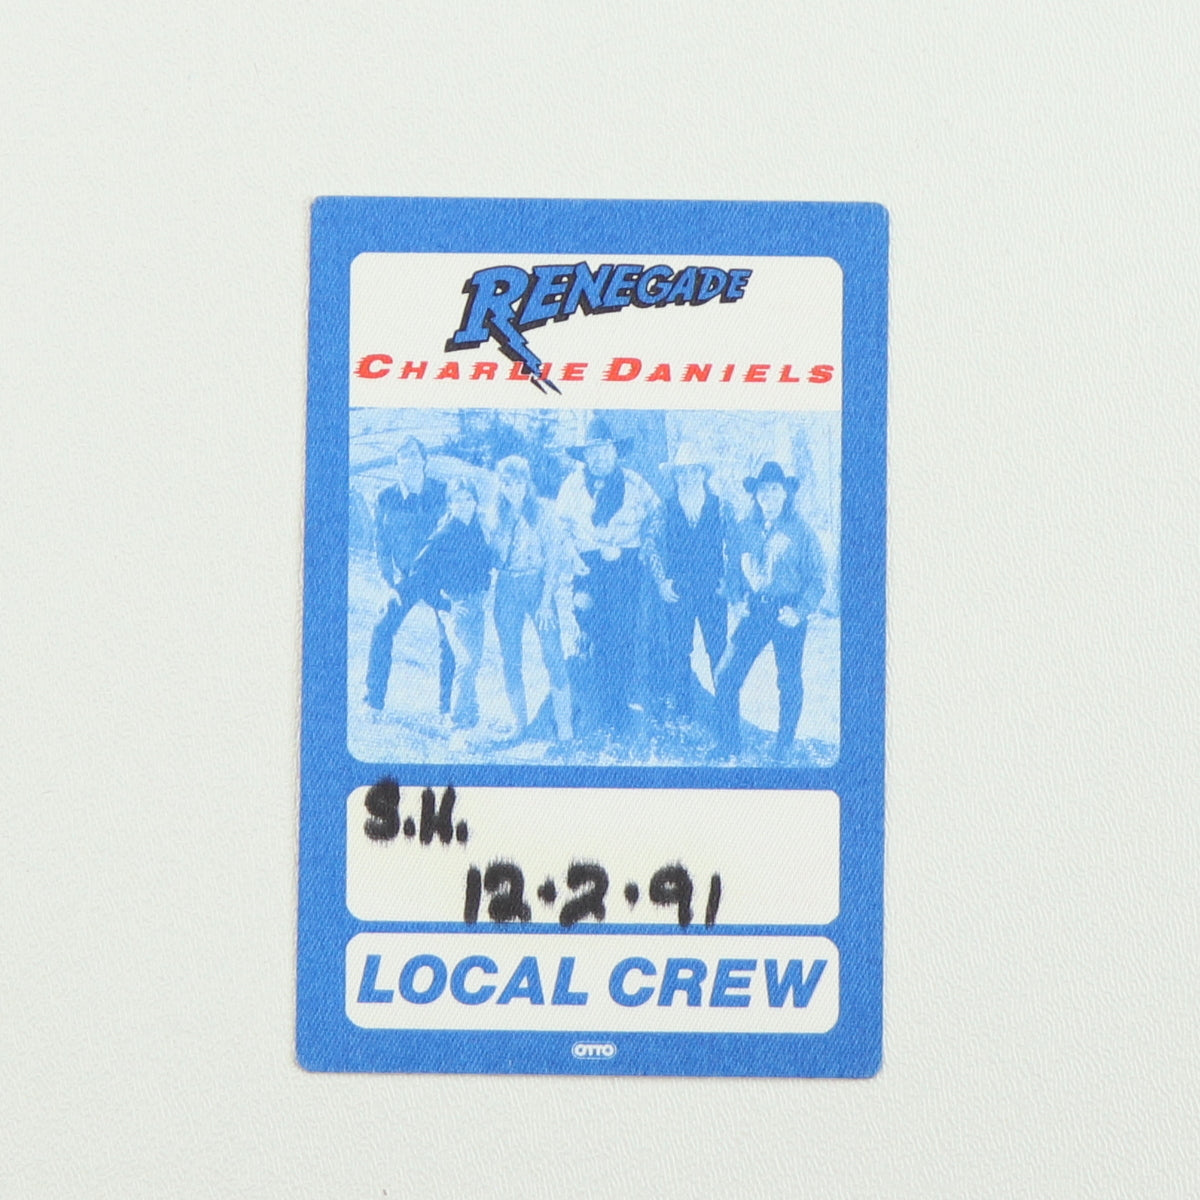 RENEGADE
CHARLIE DANIELS
S.H.
12·2·91
LOCAL CREW
OTTO